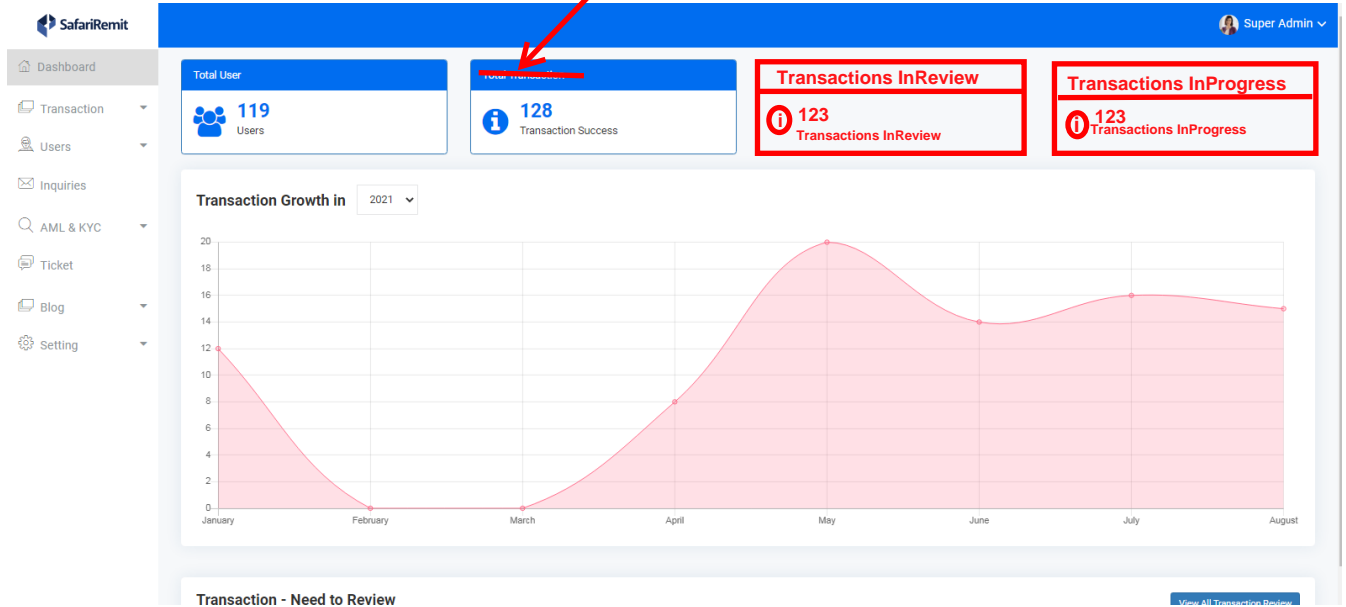 SafariRemit
Super Admin
Dashboard
Transaction
Users
Inquiries
AML & KYC
Ticket
Blog
Setting
Total User
119
Users
Total Transaction
128
Transaction Success
Transactions InReview
123
Transactions InReview
Transactions InProgress
123
Transactions InProgress
Transaction Growth in 2021
20
18
16
14
12
10
8
6
4
2
0
January February March April May June July August
Transaction - Need to Review
View All Transaction Review